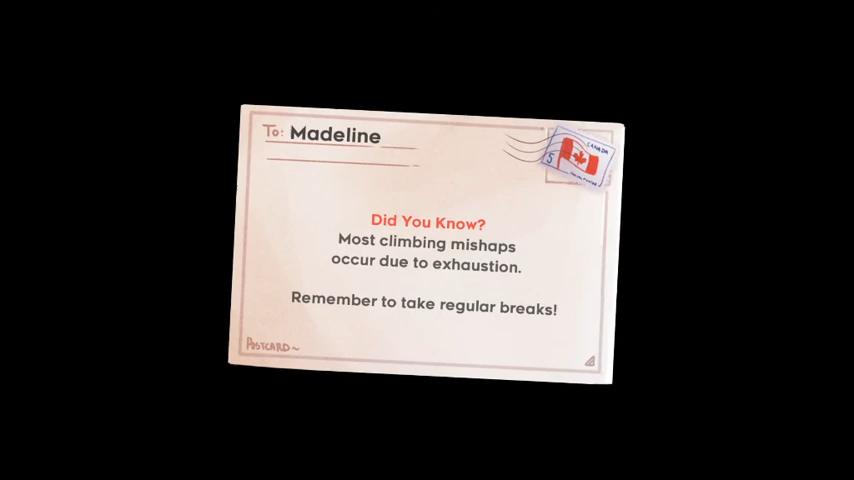 To: Madeline
CANADA
5
Did You Know?
Most climbing mishaps
occur due to exhaustion.
Remember to take regular breaks!
POSTCARD~